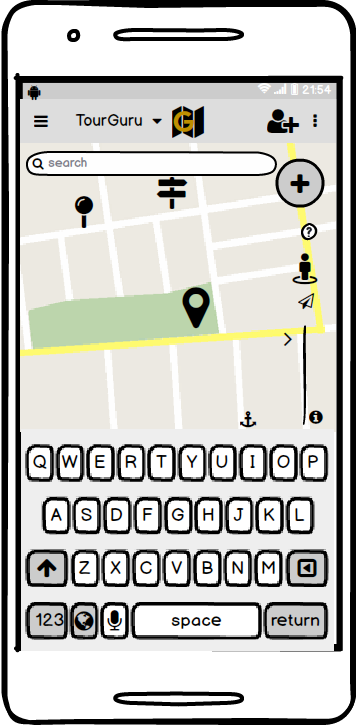 21:54
TourGuru
G
search
+
?
i
Q W E R T Y U I O P
A S D F G H J K L
Z X C V B N M
123 space return